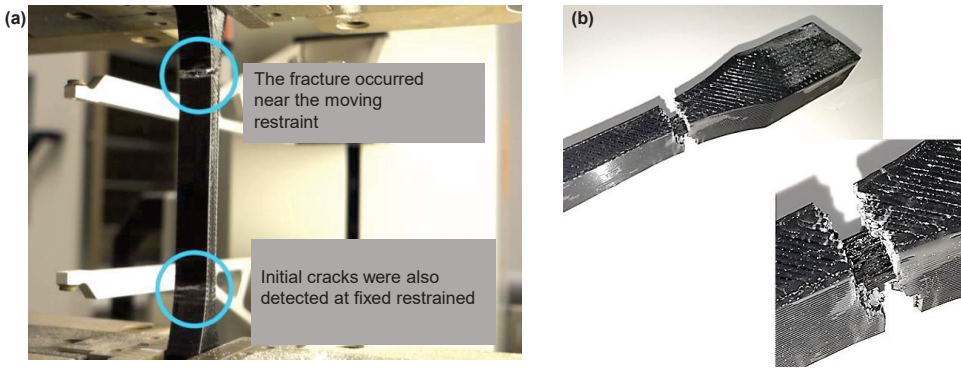 (a)
The fracture occurred
near the moving
restraint
Initial cracks were also
detected at fixed restrained
(b)